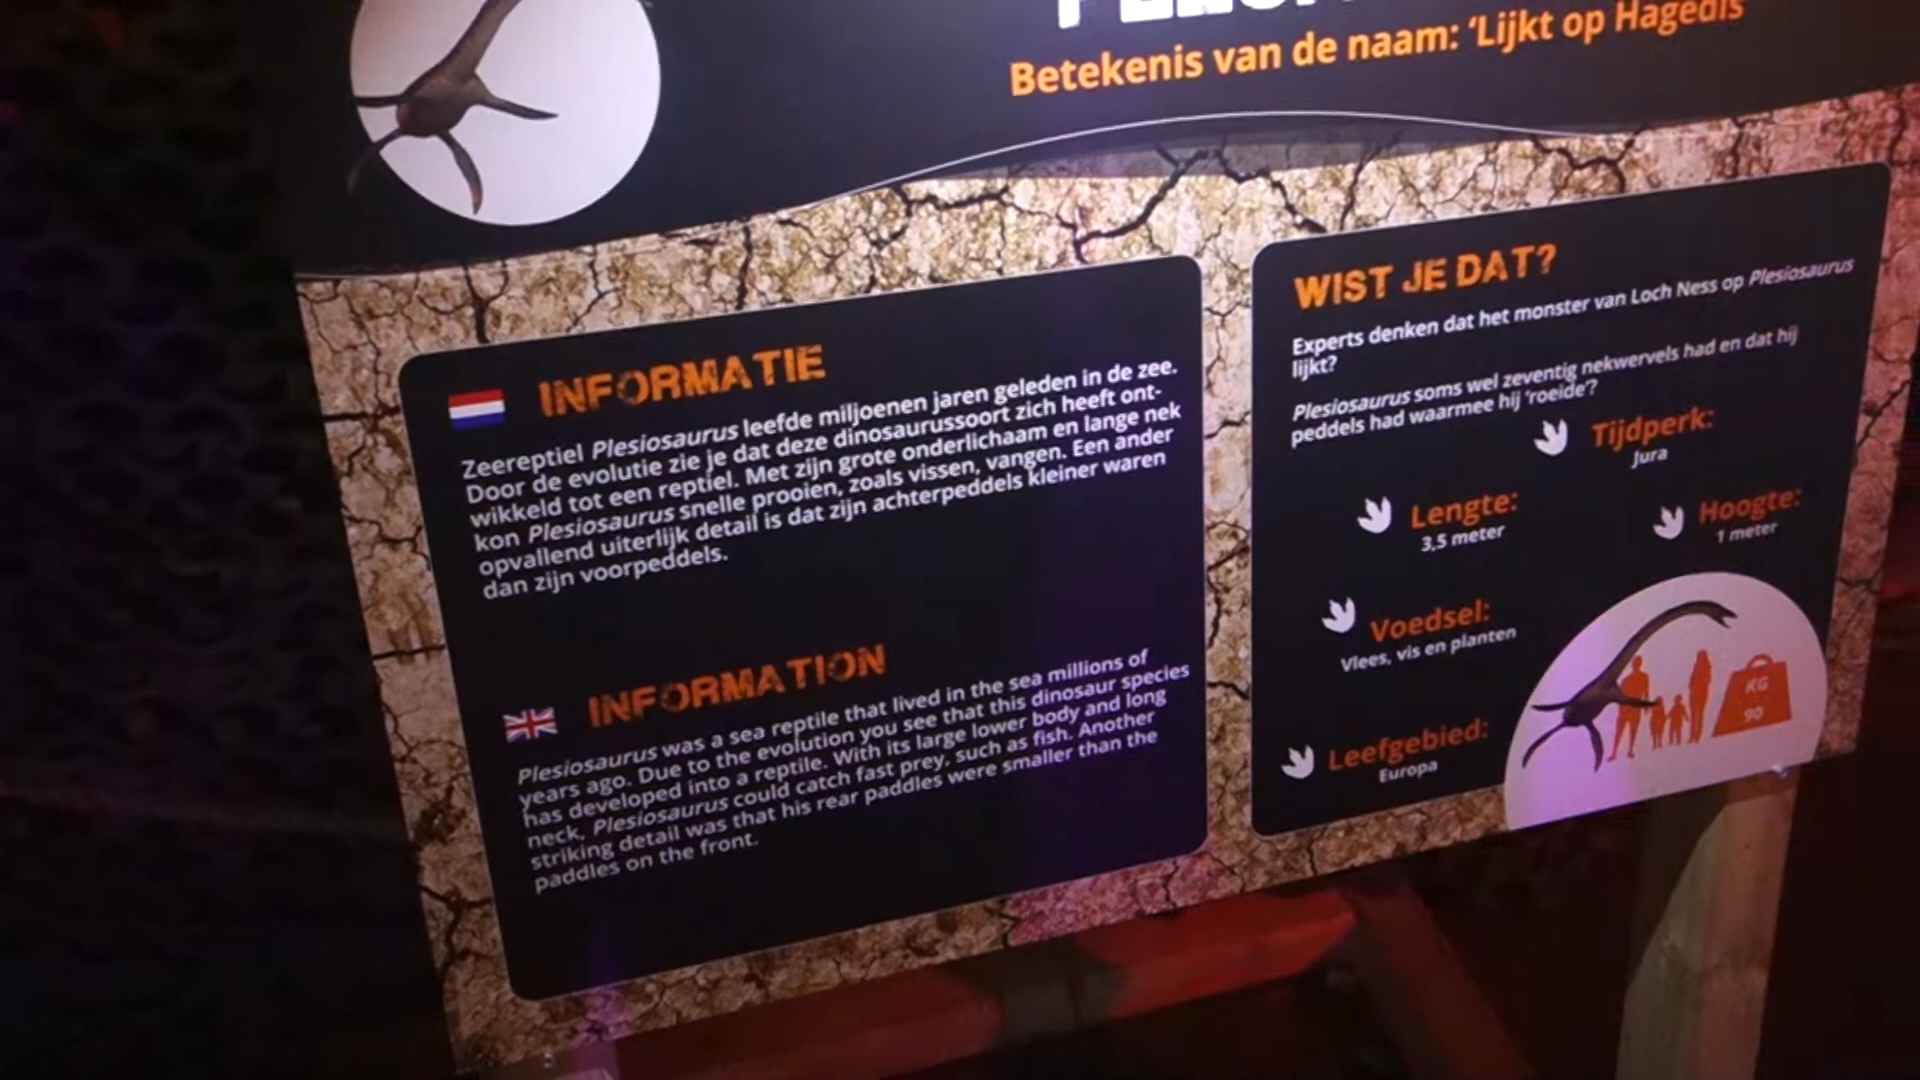 Betekenis van de naam: 'Lijkt op Hagedis
INFORMATIE
Zeereptiel Plesiosaurus leefde miljoenen jaren geleden in de zee.
Door de evolutie zie je dat deze dinosaurussoort zich heeft ont-
wikkeld tot een reptiel. Met zijn grote onderlichaam en lange nek
kon Plesiosaurus snelle prooien, zoals vissen, vangen. Een ander
opvallend uiterlijk detail is dat zijn achterpeddels kleiner waren
dan zijn voorpeddels.
INFORMATION
Plesiosaurus was a sea reptile that lived in the sea millions of
years ago. Due to the evolution you see that this dinosaur species
has developed into a reptile. With its large lower body and long
neck, Plesiosaurus could catch fast prey, such as fish. Another
striking detail was that his rear paddles were smaller than the
paddles on the front.
WIST JE DAT?
Experts denken dat het monster van Loch Ness op Plesiosaurus
lijkt?
Plesiosaurus soms wel zeventig nekwervels had en dat hij
peddels had waarmee hij 'roeide'?
Tijdperk:
Jura
Lengte:
3,5 meter
Hoogte:
1 meter
Voedsel:
Vlees, vis en planten
Leefgebied:
Europa
KG
90